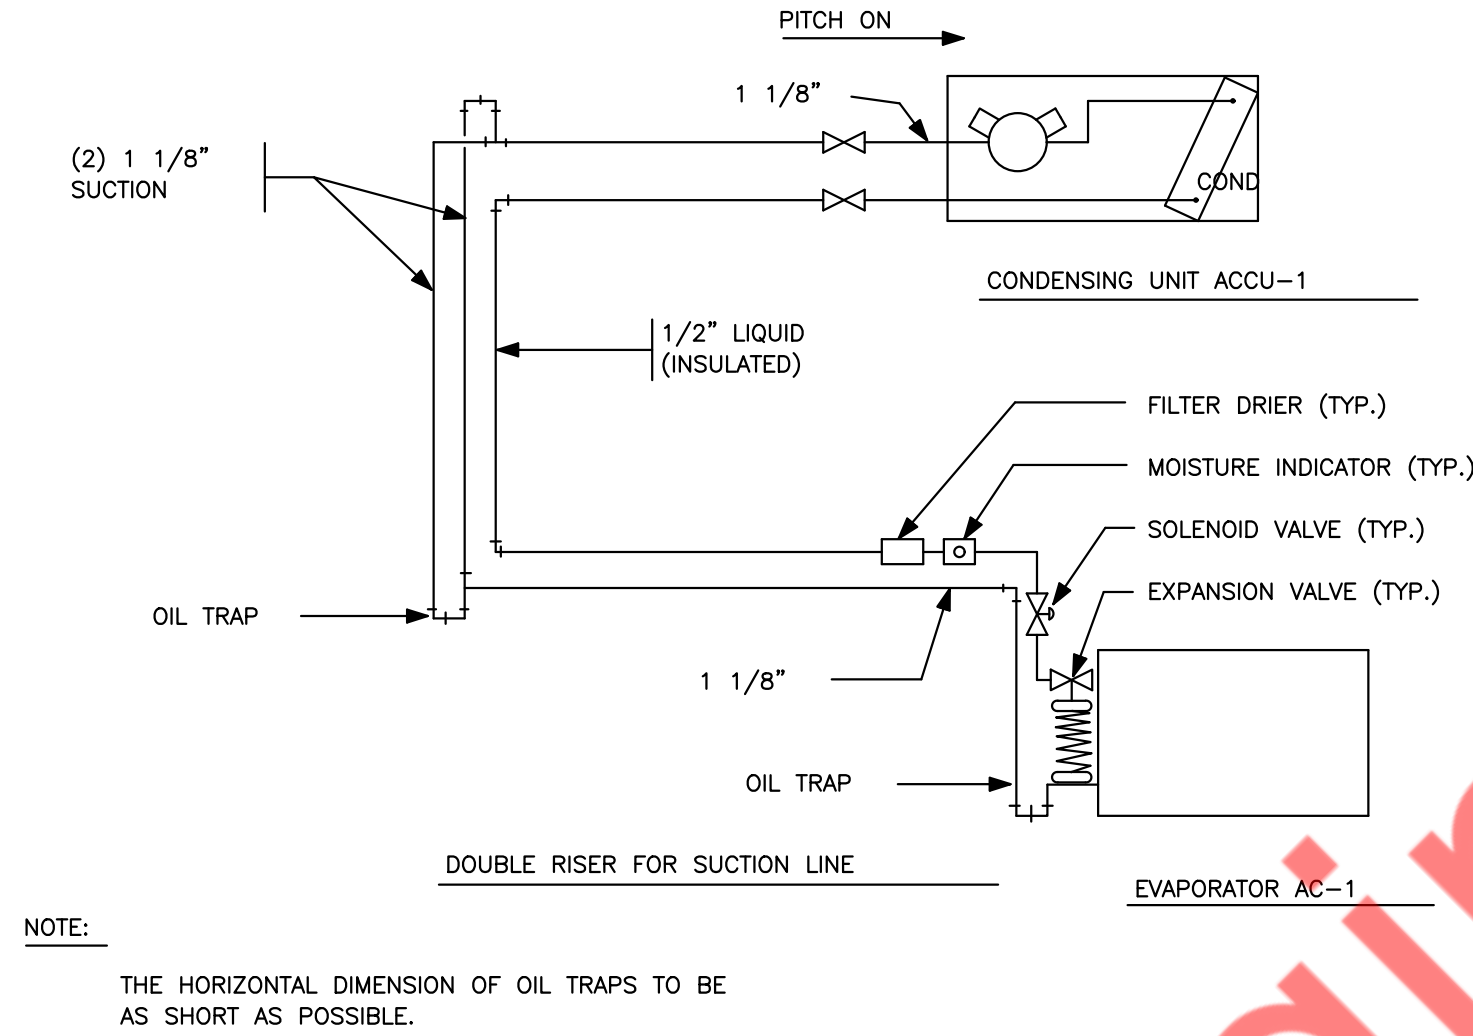 PITCH ON
1 1/8”
(2) 1 1/8”
SUCTION
COND
CONDENSING UNIT ACCU-1
1/2” LIQUID
(INSULATED)
FILTER DRIER (TYP.)
MOISTURE INDICATOR (TYP.)
SOLENOID VALVE (TYP.)
EXPANSION VALVE (TYP.)
OIL TRAP
1 1/8”
OIL TRAP
DOUBLE RISER FOR SUCTION LINE
EVAPORATOR AC-1
NOTE:
THE HORIZONTAL DIMENSION OF OIL TRAPS TO BE
AS SHORT AS POSSIBLE.